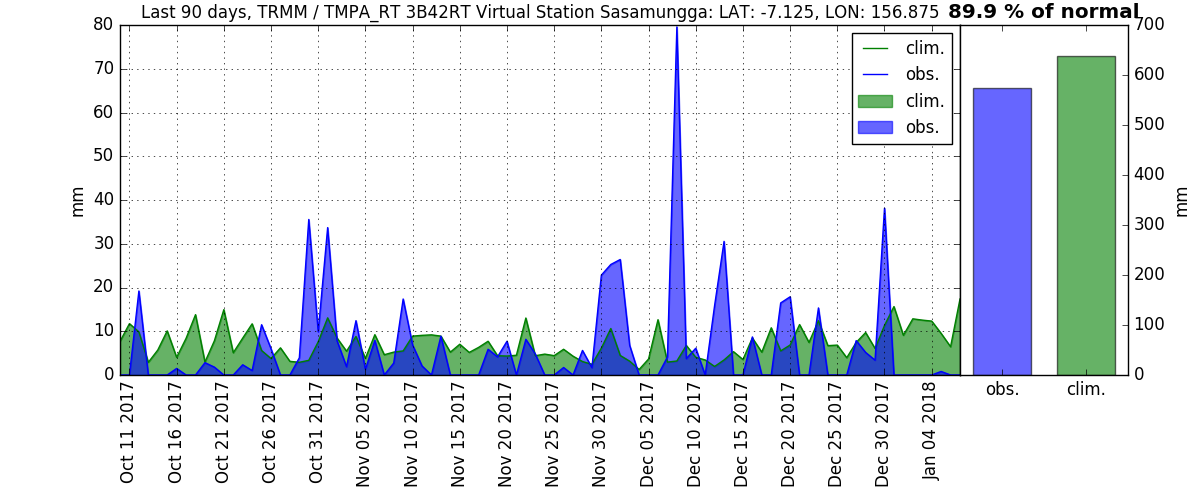 Last 90 days, TRMM / TMPA_RT 3B42RT Virtual Station Sasamungga: LAT: -7.125, LON: 156.875 89.9 % of normal
80
70
60
50
40
30
20
10
0
mm
clim.
obs.
clim.
obs.
700
600
500
400
300
200
100
0
mm
Oct 11 2017
Oct 16 2017
Oct 21 2017
Oct 26 2017
Oct 31 2017
Nov 05 2017
Nov 10 2017
Nov 15 2017
Nov 20 2017
Nov 25 2017
Nov 30 2017
Dec 05 2017
Dec 10 2017
Dec 15 2017
Dec 20 2017
Dec 25 2017
Dec 30 2017
Jan 04 2018
obs.
clim.